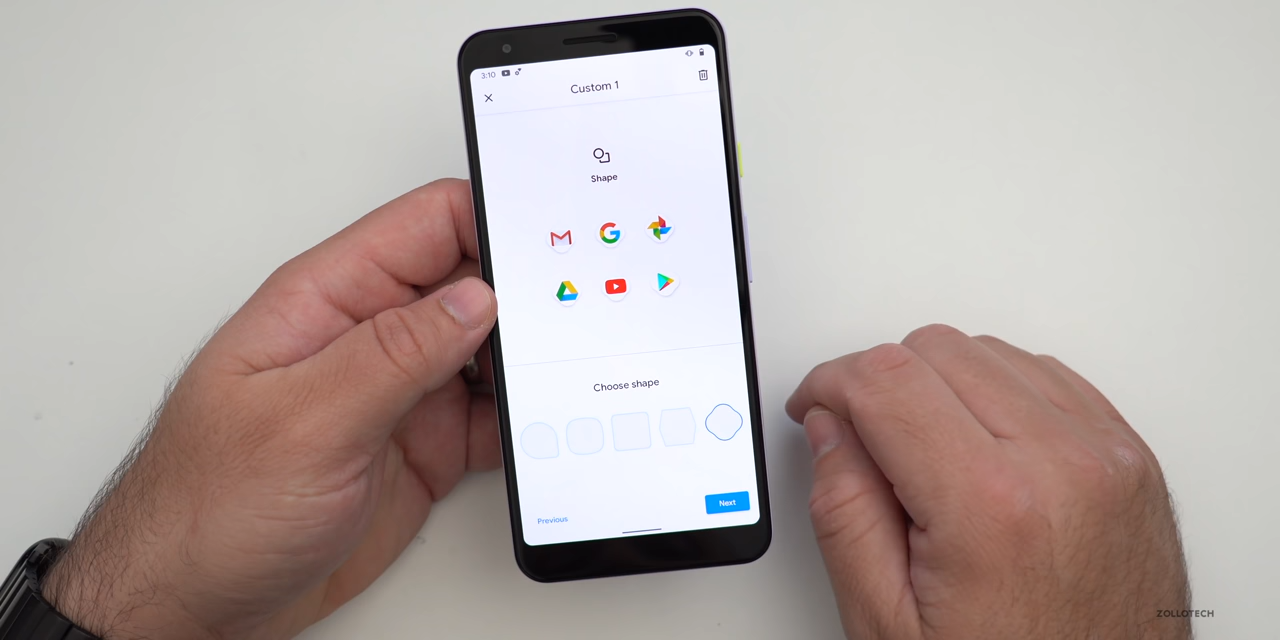 3:10
Custom 1
Shape
Choose shape
Next
Previous
ZOLLOTECH